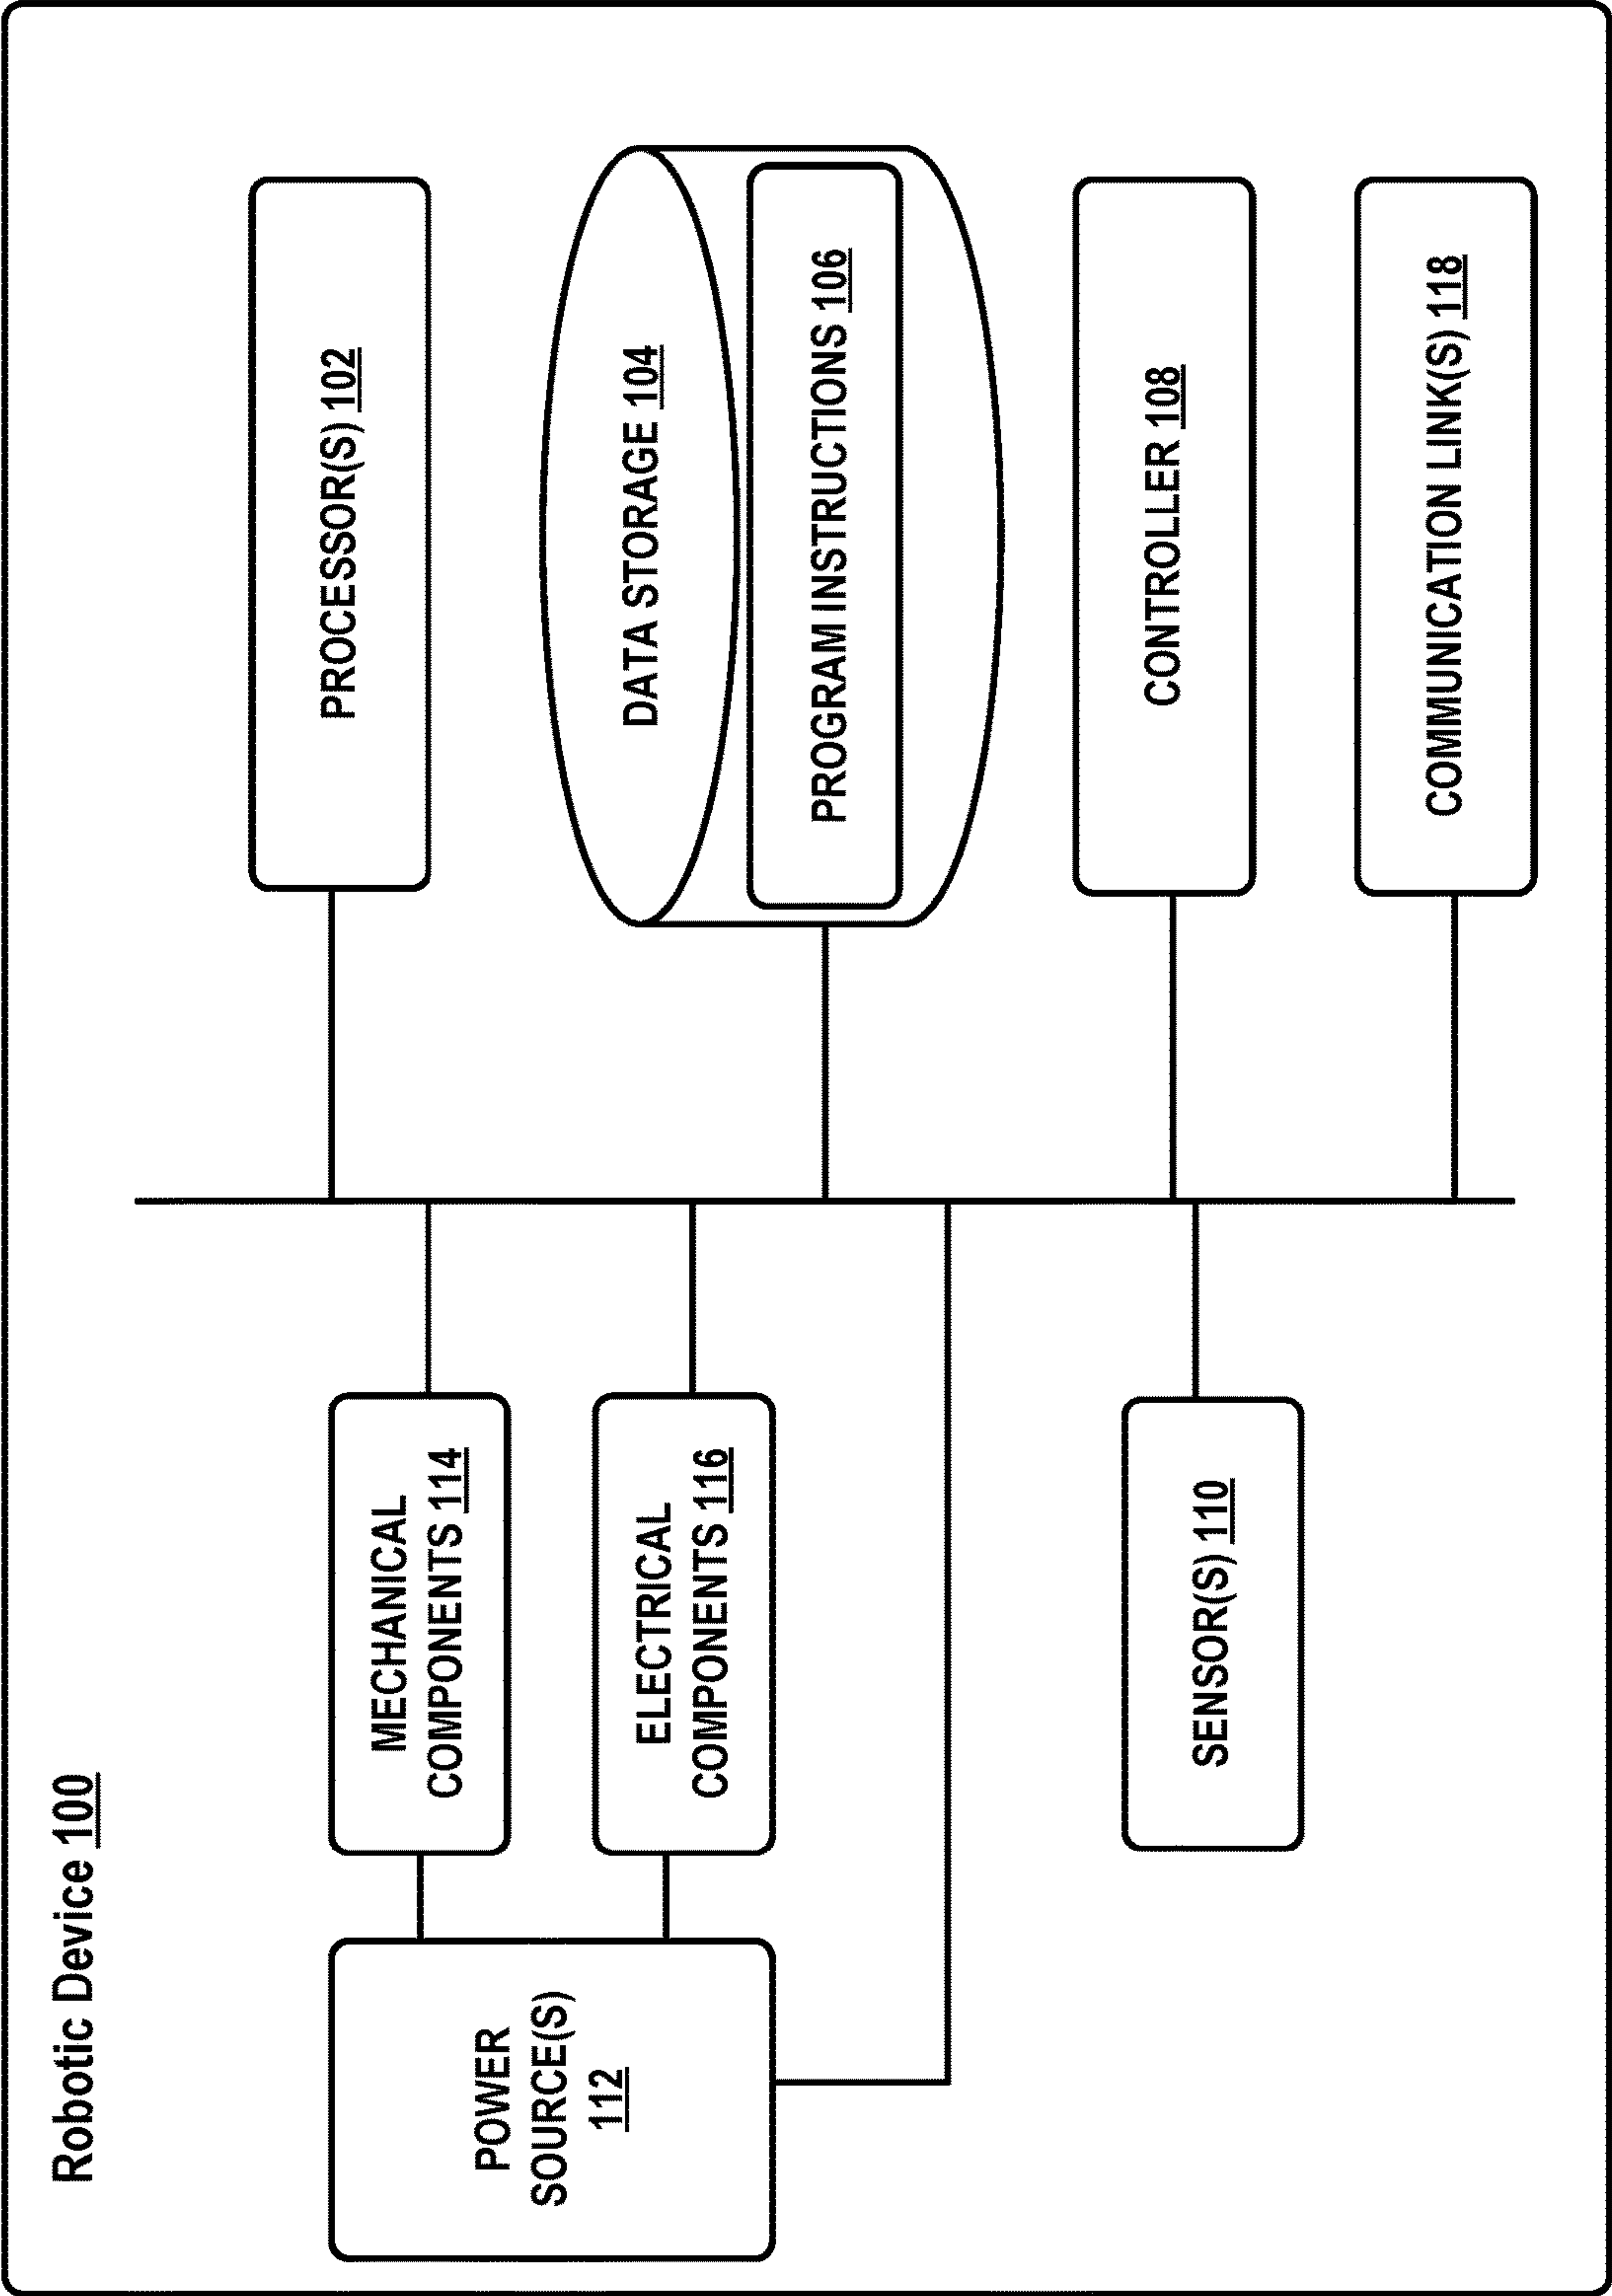 Robotic Device 100
POWER
SOURCE(S)
112
MECHANICAL
COMPONENTS 114
ELECTRICAL
COMPONENTS 116
SENSOR(S) 110
PROCESSOR(S) 102
DATA STORAGE 104
PROGRAM INSTRUCTIONS 106
CONTROLLER 108
COMMUNICATION LINK(S) 118